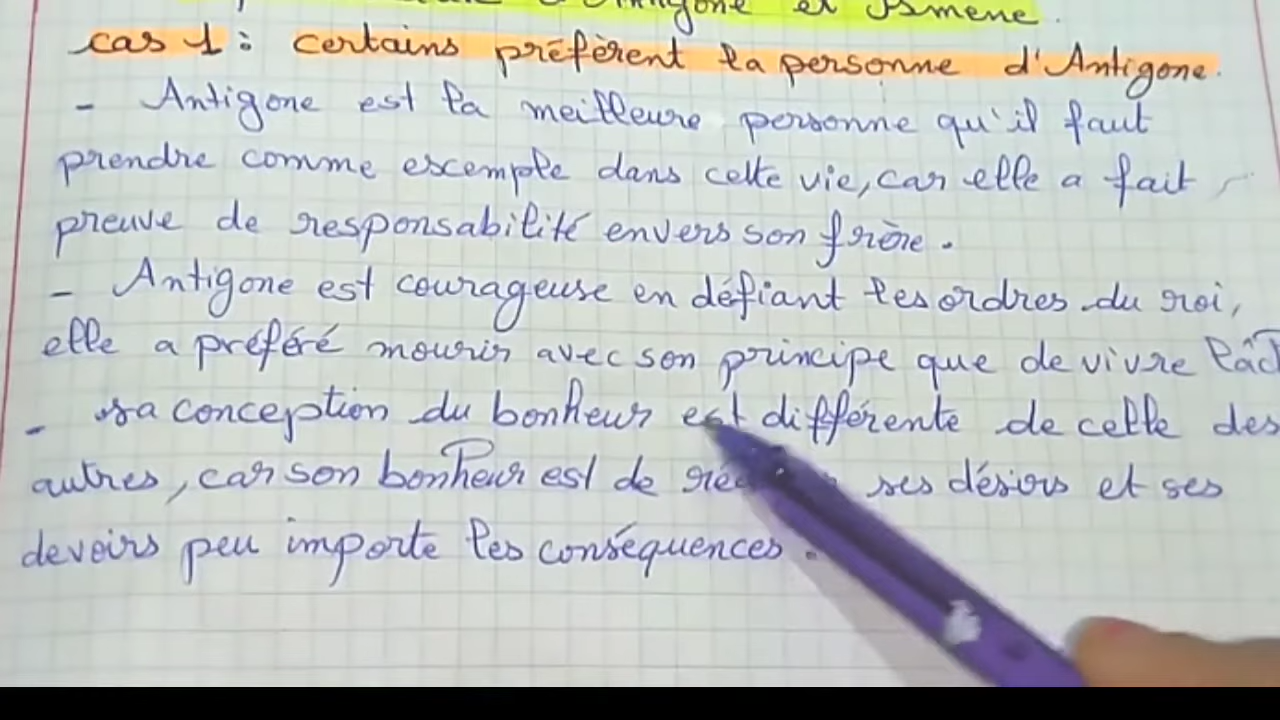 et Ismène.
cas 1 : certains préfèrent la personne d'Antigone.
- Antigone est la meilleure personne qu'il faut
prendre comme escemple dans cette vie, car elle a fait
preuve de responsabilité envers son frère.
- Antigone est courageuse en défiant les ordres du roi,
elle a préféré mourir avec son principe que de vivre
- sa conception du bonheur est différente de celle des
autres, car son bonheur est de ses désirs et ses
devoirs peu importe les conséquences.